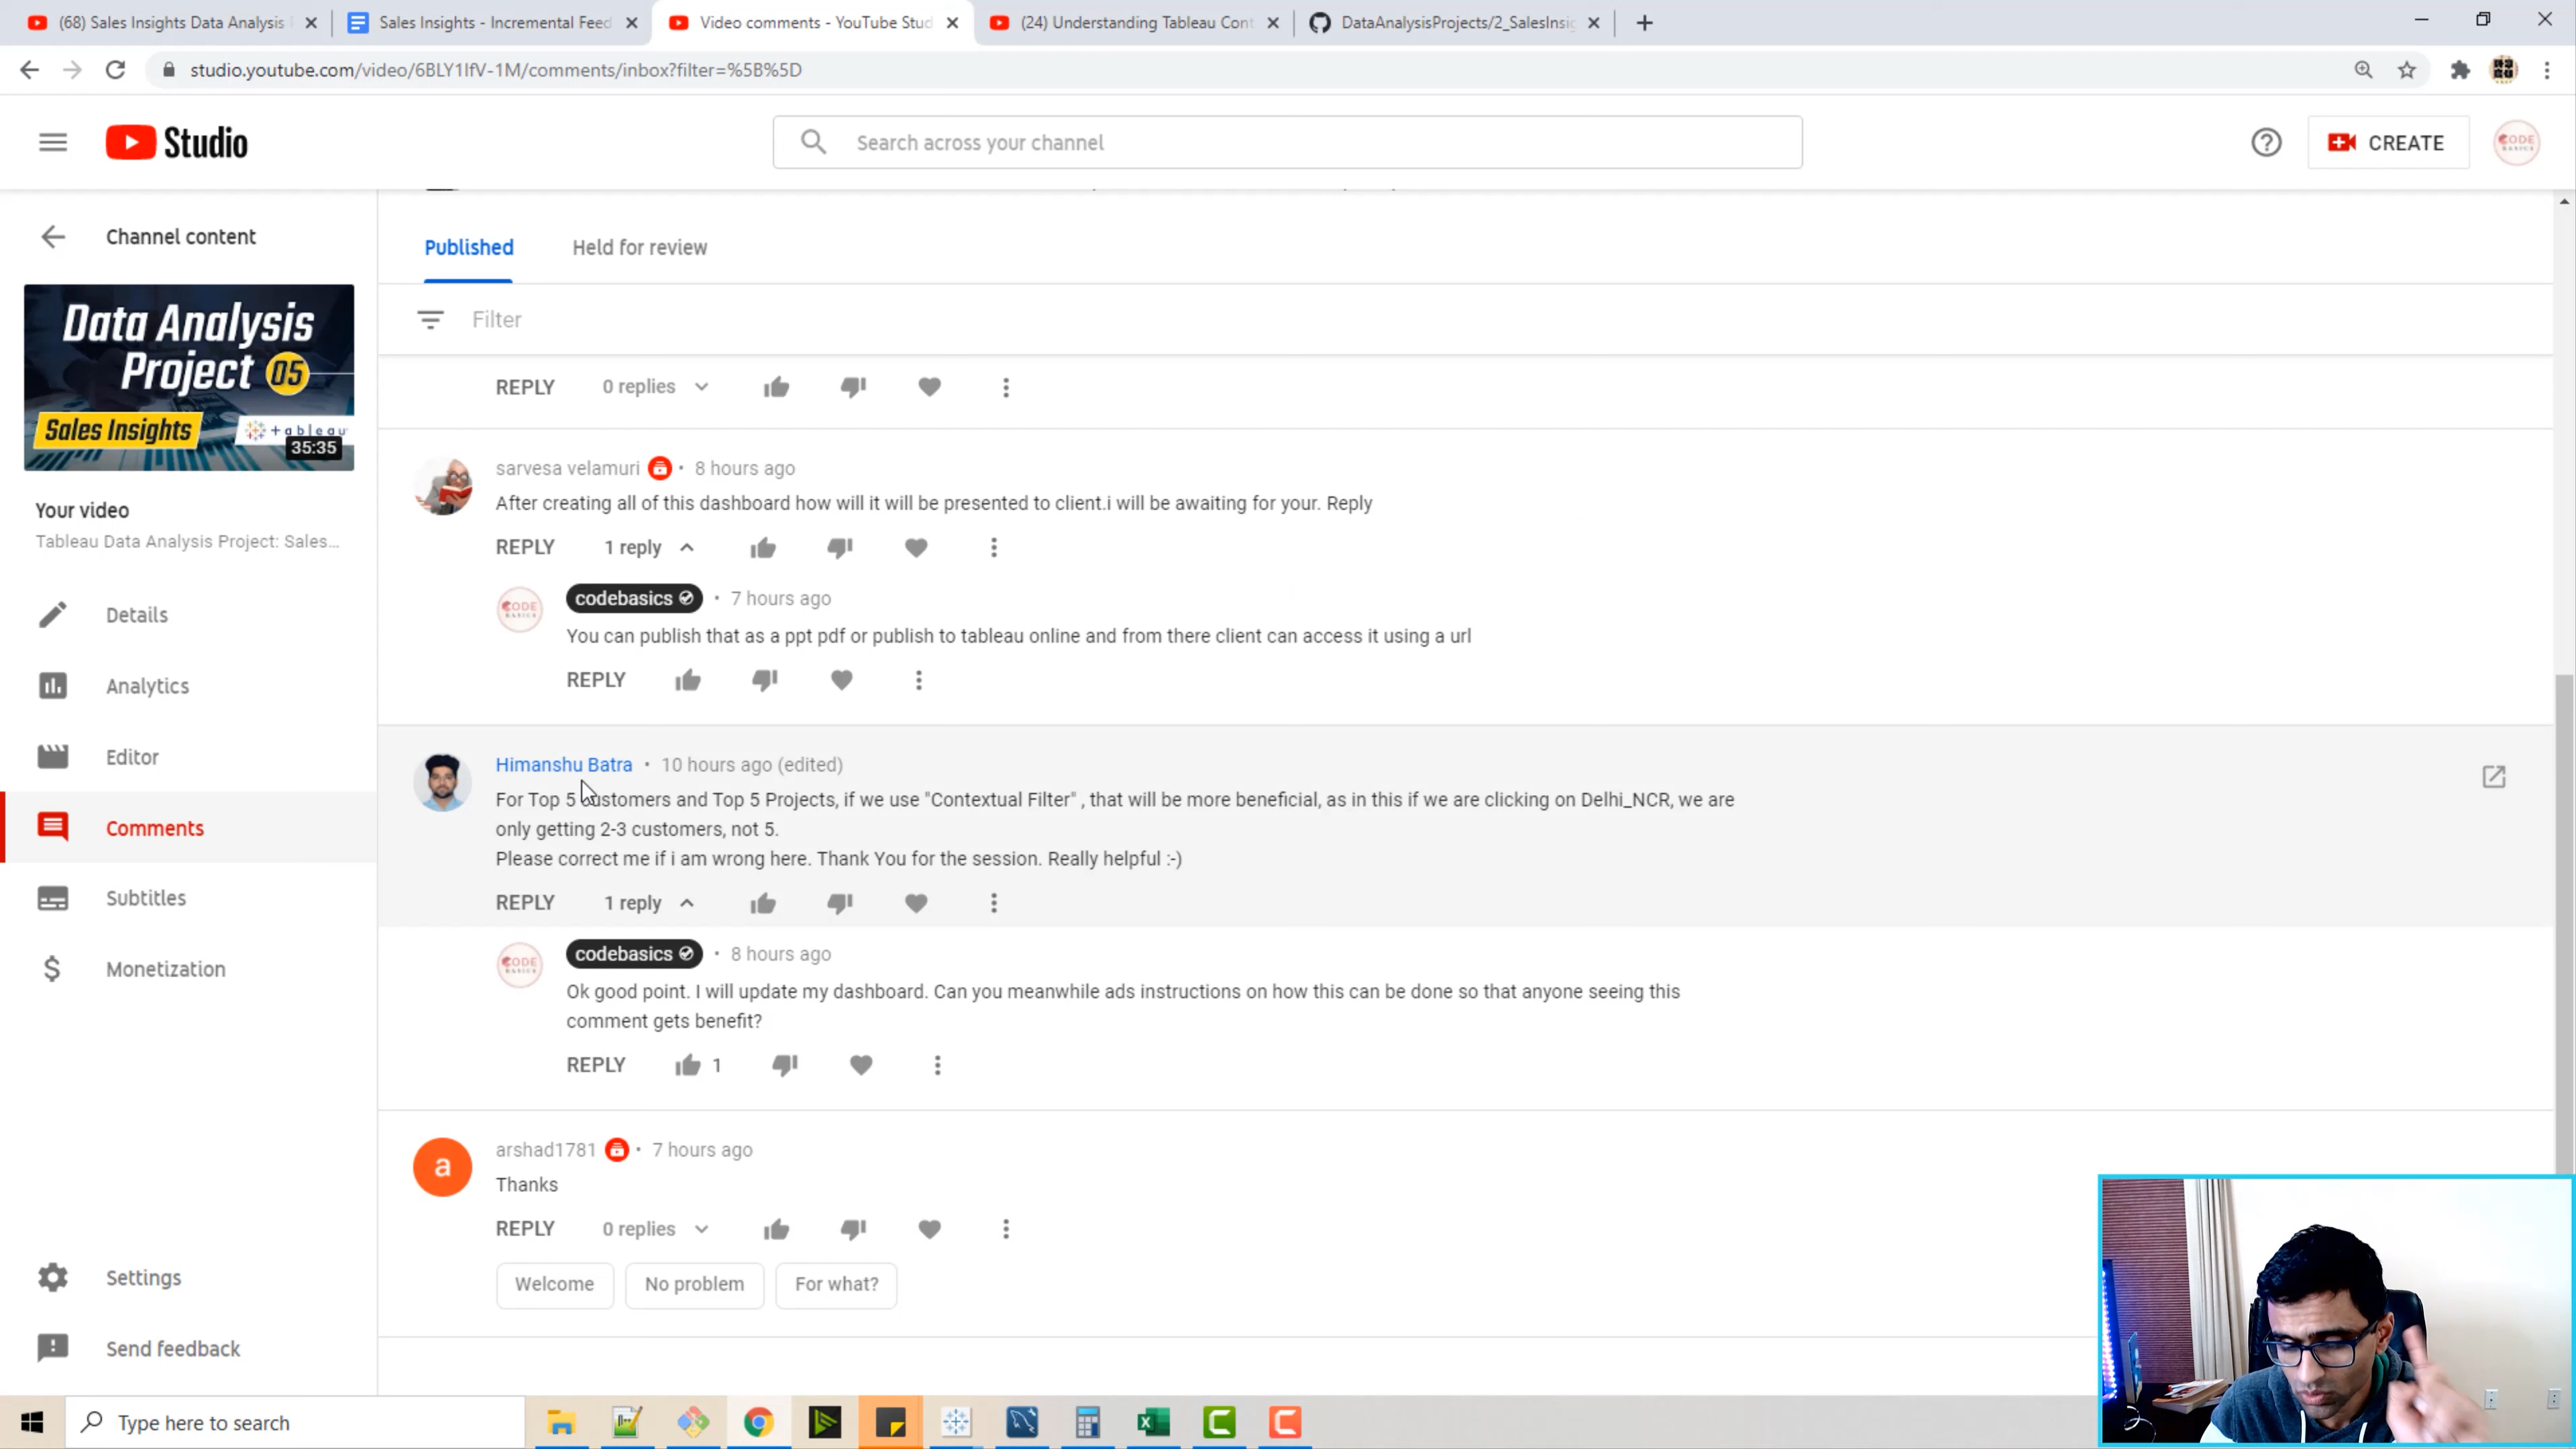 (68) Sales Insights Data Analysis
Sales Insights - Incremental Feed
Video comments - YouTube Stud
(24) Understanding Tableau Cont
DataAnalysisProjects/2_SalesInsig
studio.youtube.com/video/6BLY1IfV-1M/comments/inbox?filter=%5B%5D
Studio
Search across your channel
CREATE
CODE
BASICS
Channel content
Data Analysis
Project 05
Sales Insights
+ableau
35:35
Your video
Tableau Data Analysis Project: Sales...
Details
Analytics
Editor
Comments
Subtitles
Monetization
Settings
Send feedback
Published
Held for review
Filter
REPLY 0 replies
sarvesa velamuri • 8 hours ago
After creating all of this dashboard how will it will be presented to client.i will be awaiting for your. Reply
REPLY 1 reply
CODE
BASICS
codebasics • 7 hours ago
You can publish that as a ppt pdf or publish to tableau online and from there client can access it using a url
REPLY
Himanshu Batra • 10 hours ago (edited)
For Top 5 Customers and Top 5 Projects, if we use "Contextual Filter" , that will be more beneficial, as in this if we are clicking on Delhi_NCR, we are
only getting 2-3 customers, not 5.
Please correct me if i am wrong here. Thank You for the session. Really helpful :-)
REPLY 1 reply
CODE
BASICS
codebasics • 8 hours ago
Ok good point. I will update my dashboard. Can you meanwhile ads instructions on how this can be done so that anyone seeing this
comment gets benefit?
REPLY 1
a
arshad1781 • 7 hours ago
Thanks
REPLY 0 replies
Welcome
No problem
For what?
Type here to search